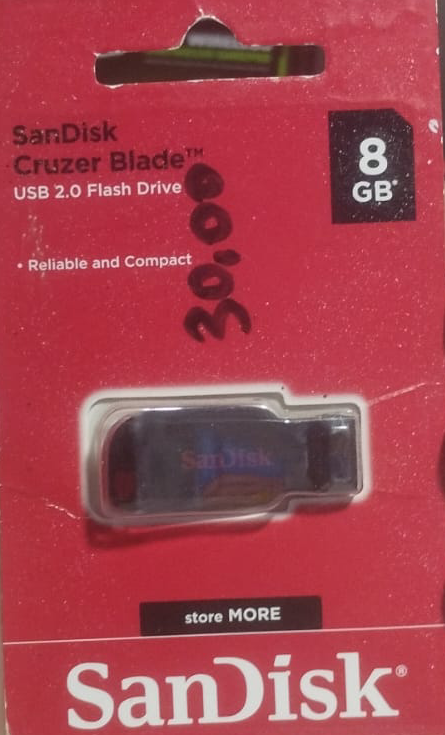 SanDisk
Cruzer Blade™
USB 2.0 Flash Drive
8
GB*
• Reliable and Compact
30.00
SanDisk
store MORE
SanDisk®